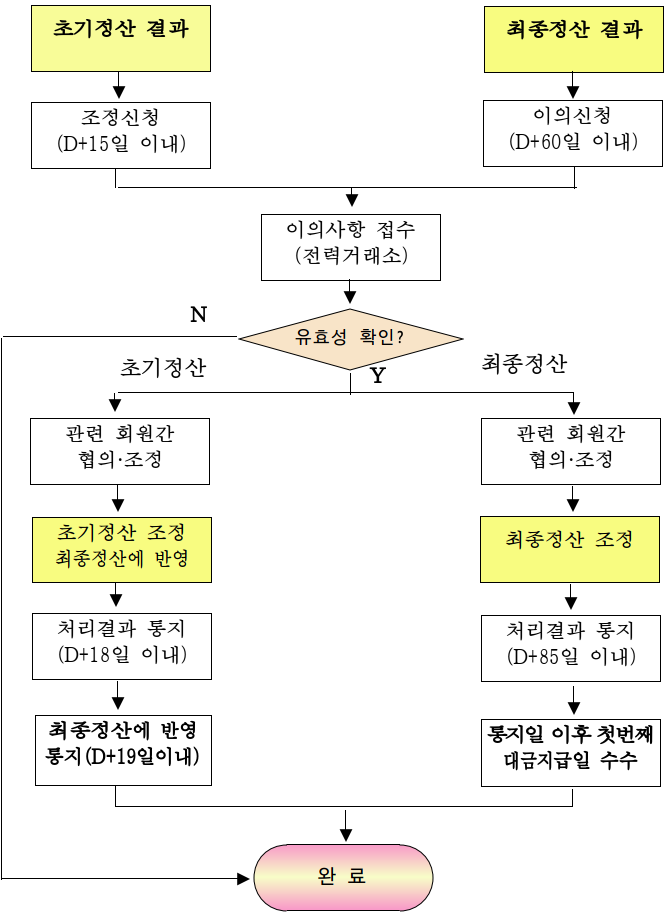 초기정산 결과
최종정산 결과
조정신청
(D+15일 이내)
이의신청
(D+60일 이내)
이의사항 접수
(전력거래소)
유효성 확인?
N
Y
초기정산
최종정산
관련 회원간
협의·조정
관련 회원간
협의·조정
초기정산 조정
최종정산에 반영
최종정산 조정
처리결과 통지
(D+18일 이내)
처리결과 통지
(D+85일 이내)
최종정산에 반영
통지(D+19일이내)
통지일 이후 첫번째
대금지급일 수수
완 료